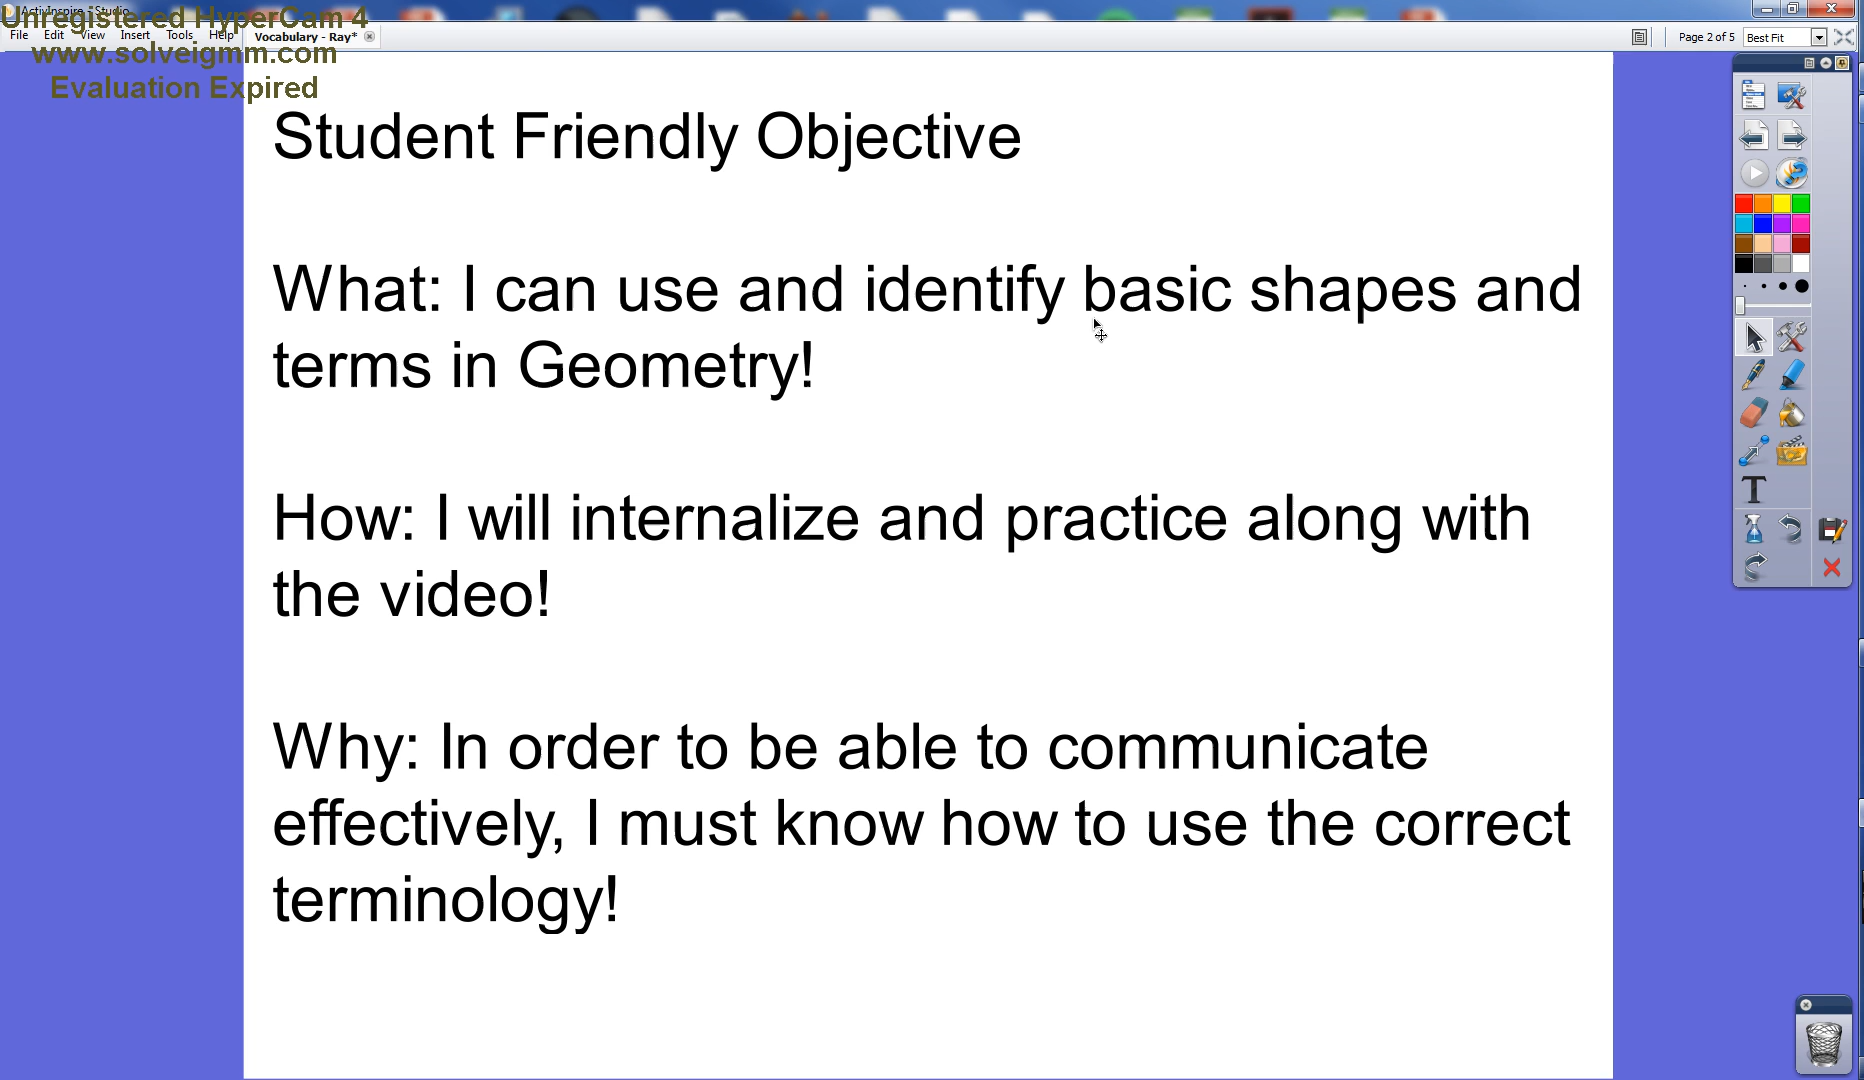 ActivInspire - Studio
Unregistered HyperCam 4
File Edit View Insert Tools Help
Vocabulary - Ray*
Page 2 of 5
Best Fit
www.solveigmm.com
Evaluation Expired
Student Friendly Objective
What: I can use and identify basic shapes and
terms in Geometry!
How: I will internalize and practice along with
the video!
Why: In order to be able to communicate
effectively, I must know how to use the correct
terminology!
T